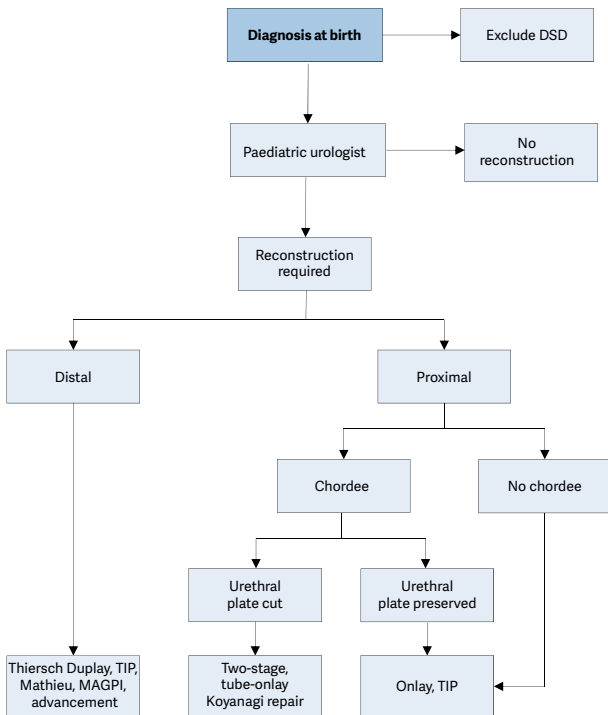 Diagnosis at birth
Exclude DSD
Paediatric urologist
No
reconstruction
Reconstruction
required
Distal
Proximal
Chordee
No chordee
Urethral
plate cut
Urethral
plate preserved
Thiersch Duplay, TIP,
Mathieu, MAGPI,
advancement
Two-stage,
tube-onlay
Koyanagi repair
Onlay, TIP